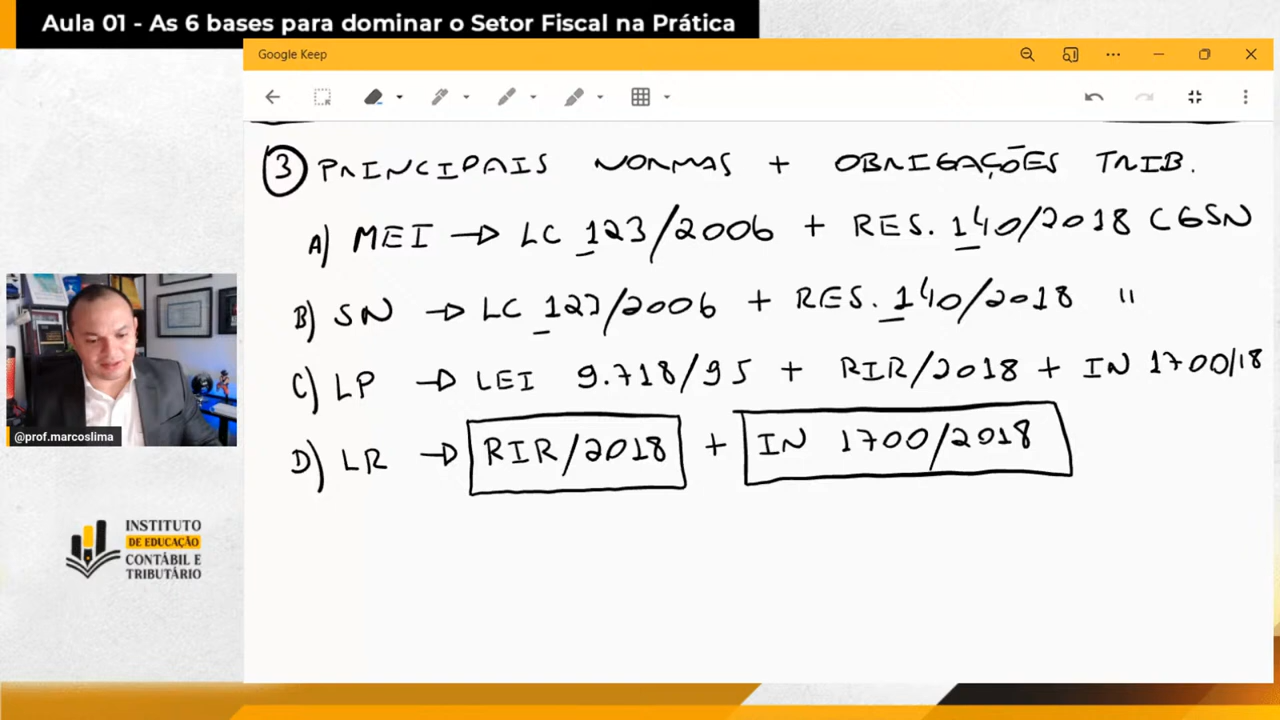 Aula 01 - As 6 bases para dominar o Setor Fiscal na Prática
Google Keep
3 PRINCIPAIS NORMAS + OBRIGAÇÕES TRIB.
A) MEI → LC 123/2006 + RES. 140/2018 CGSN
B) SN → LC 123/2006 + RES. 140/2018 "
C) LP → LEI 9.718/95 + RIR/2018 + IN 1700/18
D) LR → RIR/2018 + IN 1700/2018
@prof.marcoslima
INSTITUTO
DE EDUCAÇÃO
CONTÁBIL E
TRIBUTÁRIO